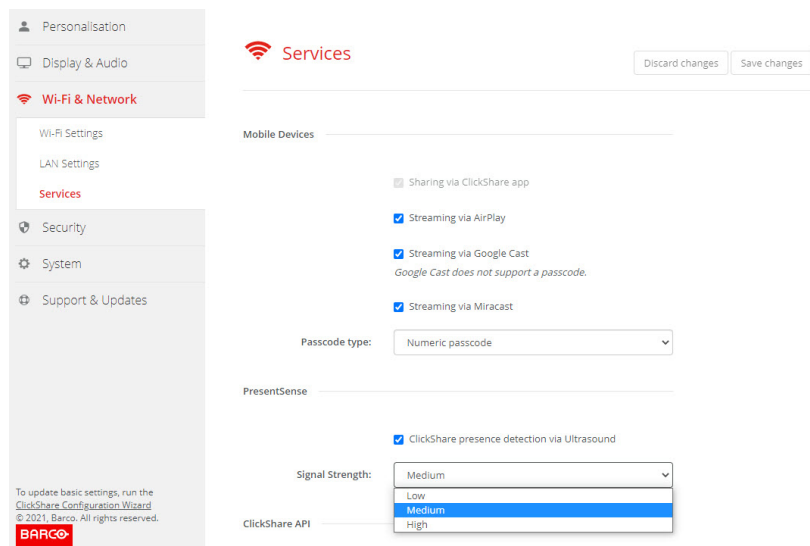 Personalisation
Display & Audio
Wi-Fi & Network
Wi-Fi Settings
LAN Settings
Services
Security
System
Support & Updates
To update basic settings, run the
ClickShare Configuration Wizard
© 2021, Barco. All rights reserved.
BARCO
Services
Discard changes
Save changes
Mobile Devices
Sharing via ClickShare app
Streaming via AirPlay
Streaming via Google Cast
Google Cast does not support a passcode.
Streaming via Miracast
Passcode type: Numeric passcode
PresentSense
ClickShare presence detection via Ultrasound
Signal Strength: Medium
Low
Medium
High
ClickShare API